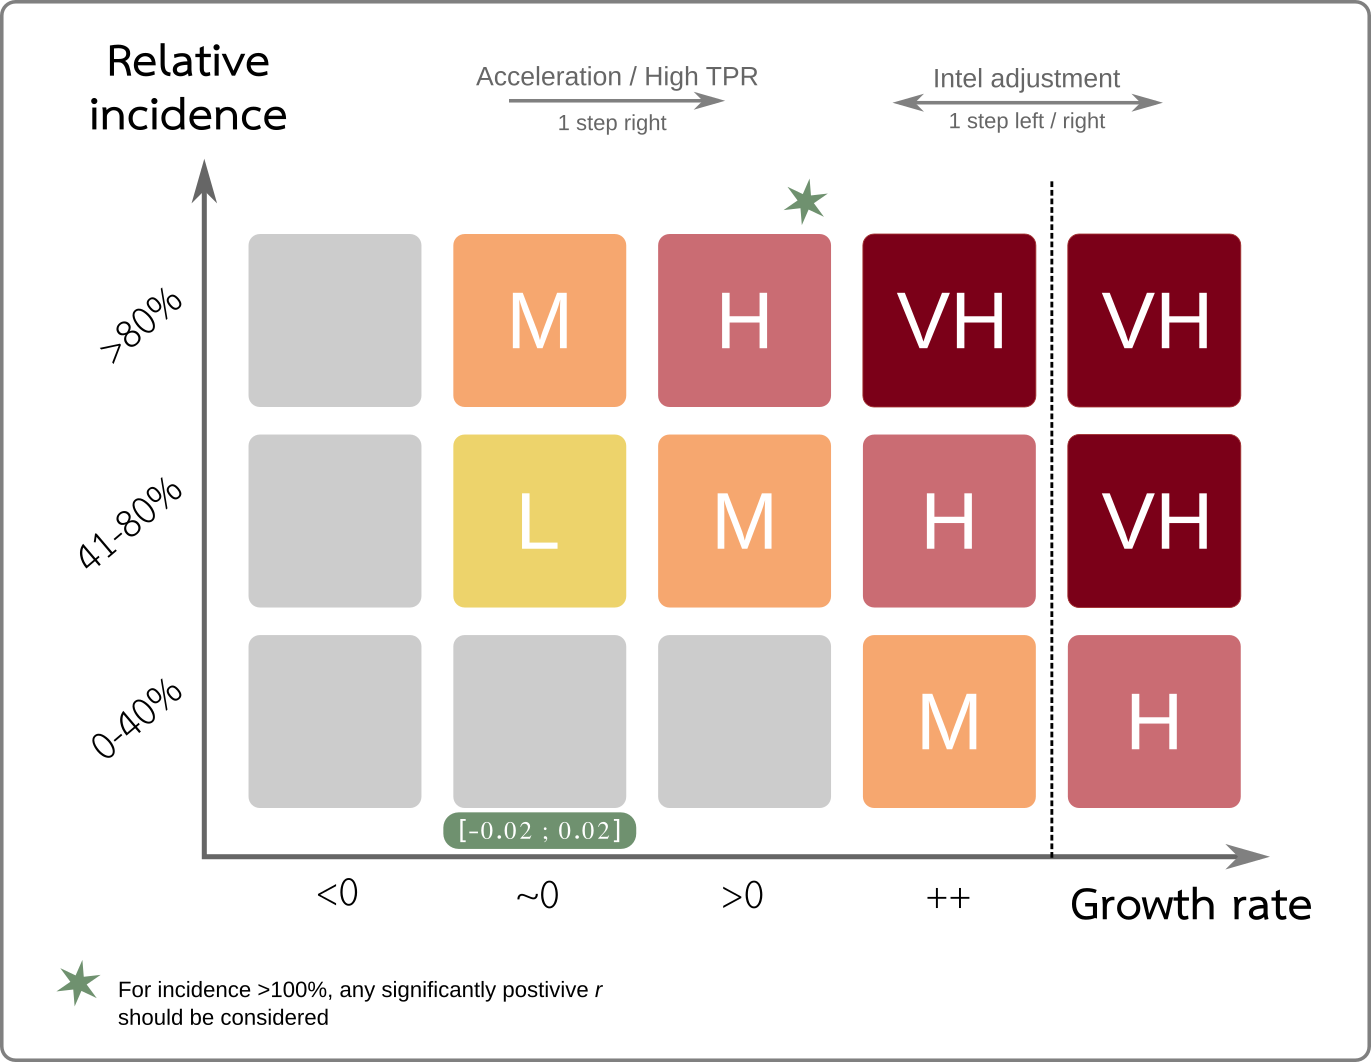 Relative
incidence
Acceleration / High TPR
1 step right
Intel adjustment
1 step left / right
>80%
M
H
VH
VH
41-80%
L
M
H
VH
0-40%
M
H
[-0.02 ; 0.02]
<0
~0
>0
++
Growth rate
For incidence >100%, any significantly postivive r
should be considered